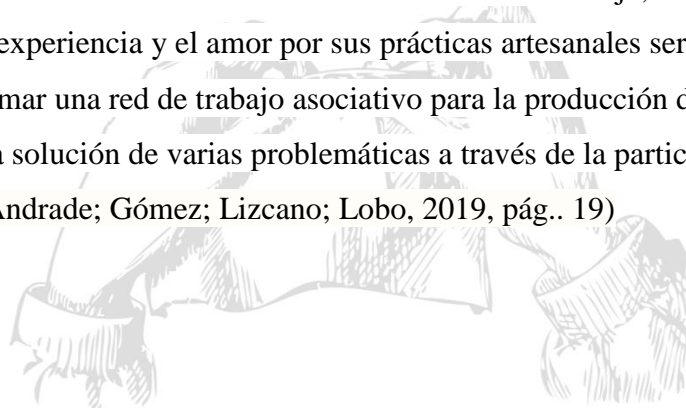 experiencia y el amor por sus prácticas artesanales ser
mar una red de trabajo asociativo para la producción d
a solución de varias problemáticas a través de la partic
Andrade; Gómez; Lizcano; Lobo, 2019, pág.. 19)